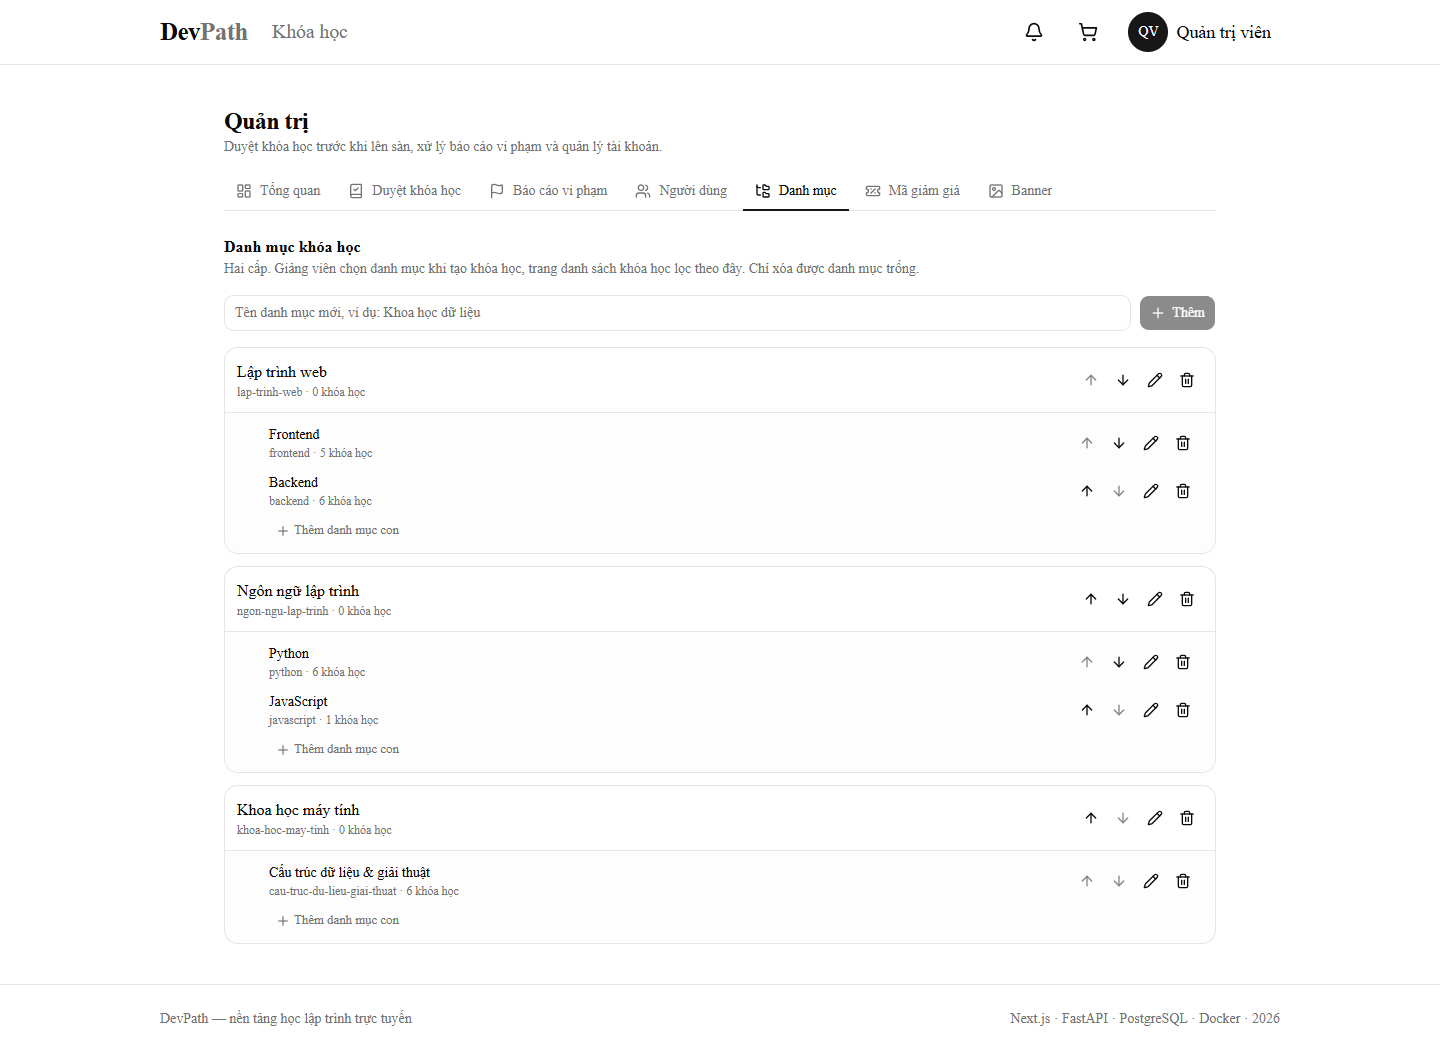 DevPath Khóa học QV Quản trị viên
Quản trị
Duyệt khóa học trước khi lên sàn, xử lý báo cáo vi phạm và quản lý tài khoản.
Tổng quan Duyệt khóa học Báo cáo vi phạm Người dùng Danh mục Mã giảm giá Banner
Danh mục khóa học
Hai cấp. Giảng viên chọn danh mục khi tạo khóa học, trang danh sách khóa học lọc theo đây. Chỉ xóa được danh mục trống.
Tên danh mục mới, ví dụ: Khoa học dữ liệu Thêm
Lập trình web
lap-trinh-web · 0 khóa học
Frontend
frontend · 5 khóa học
Backend
backend · 6 khóa học
Thêm danh mục con
Ngôn ngữ lập trình
ngon-ngu-lap-trinh · 0 khóa học
Python
python · 6 khóa học
JavaScript
javascript · 1 khóa học
Thêm danh mục con
Khoa học máy tính
khoa-hoc-may-tinh · 0 khóa học
Cấu trúc dữ liệu & giải thuật
cau-truc-du-lieu-giai-thuat · 6 khóa học
Thêm danh mục con
DevPath — nền tảng học lập trình trực tuyến Next.js · FastAPI · PostgreSQL · Docker · 2026